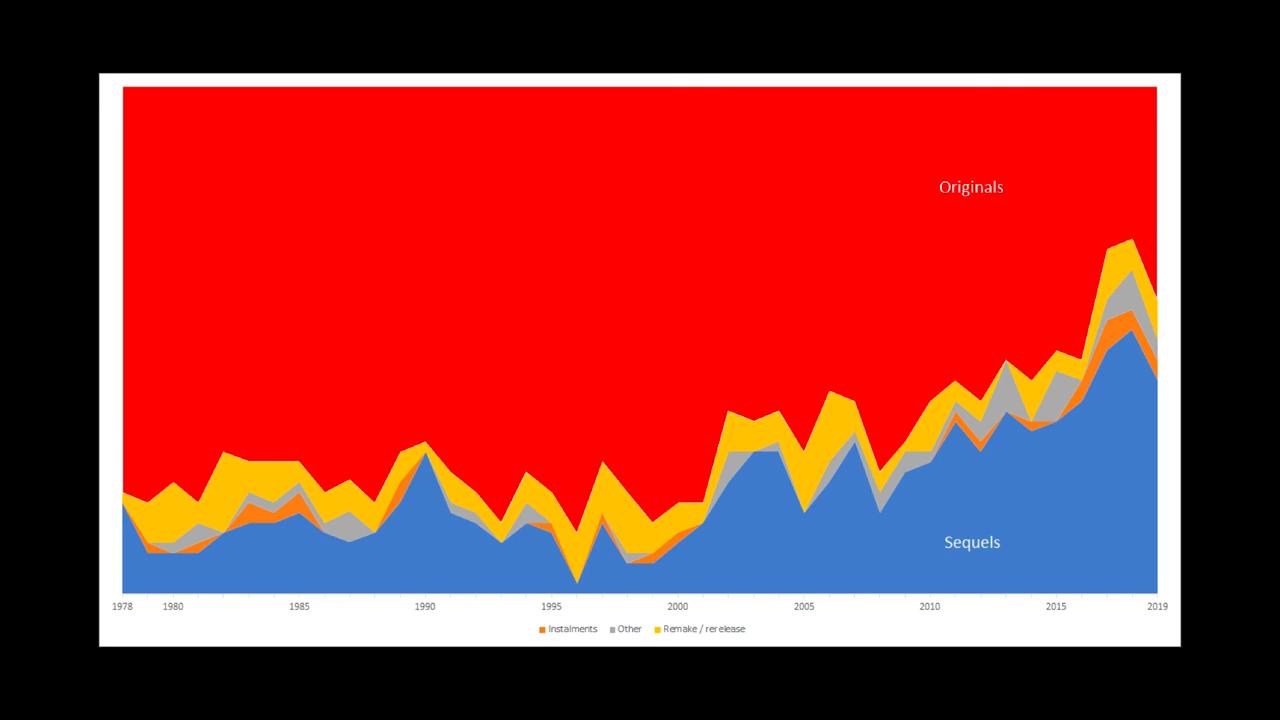 Originals
Sequels
1978 1980 1985 1990 1995 2000 2005 2010 2015 2019
Instalments Other Remake / rerelease